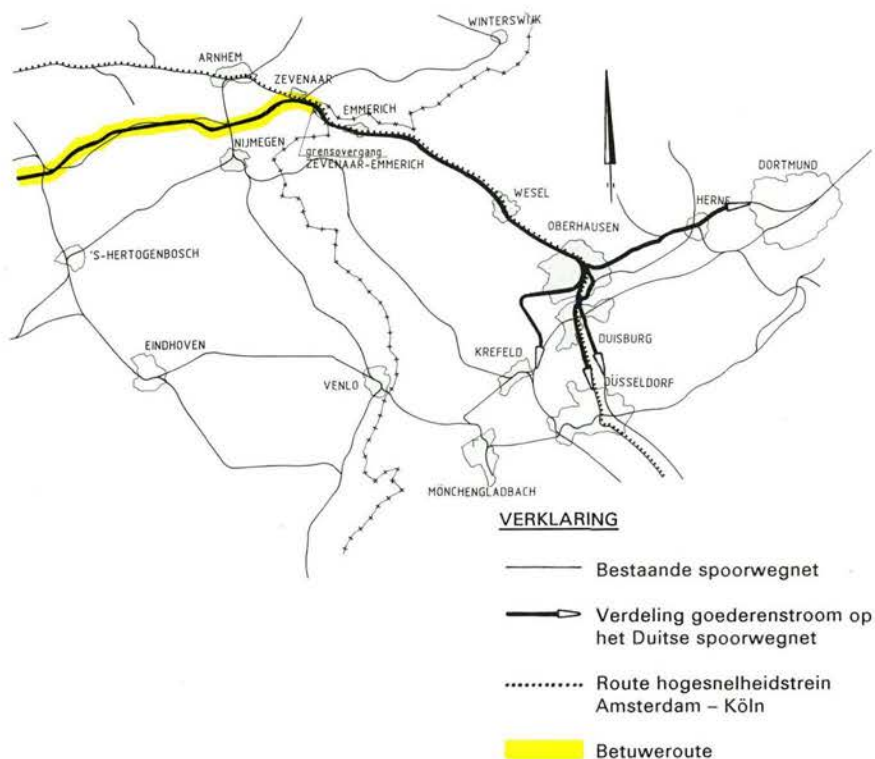 WINTERSWIJK
ARNHEM
ZEVENAAR
EMMERICH
NIJMEGEN
grensovergang
ZEVENAAR-EMMERICH
DORTMUND
WESEL
HERNE
OBERHAUSEN
'S-HERTOGENBOSCH
EINDHOVEN
KREFELD
DUISBURG
VENLO
DÜSSELDORF
MÖNCHENGLADBACH
VERKLARING
Bestaande spoorwegnet
Verdeling goederenstroom op
het Duitse spoorwegnet
Route hogesnelheidstrein
Amsterdam – Köln
Betuweroute